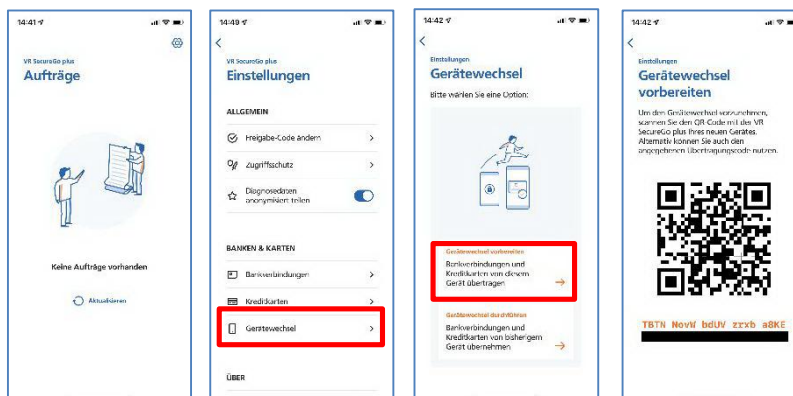 14:41
VR SecureGo plus
Aufträge
Keine Aufträge vorhanden
Aktualisieren
14:49
VR SecureGo plus
Einstellungen
ALLGEMEIN
Freigabe-Code ändern
Zugriffsschutz
Diagnosedaten
anonymisiert teilen
BANKEN & KARTEN
Bankverbindungen
Kreditkarten
Gerätewechsel
ÜBER
14:42
Einstellungen
Gerätewechsel
Bitte wählen Sie eine Option:
Gerätewechsel vorbereiten
Bankverbindungen und
Kreditkarten von diesem
Gerät übertragen
Gerätewechsel durchführen
Bankverbindungen und
Kreditkarten von bisherigem
Gerät übernehmen
14:42
Einstellungen
Gerätewechsel
vorbereiten
Um den Gerätewechsel vorzunehmen,
scannen Sie den QR-Code mit der VR
SecureGo plus Ihres neuen Gerätes.
Alternativ können Sie auch den
angegebenen Übertragungscode nutzen.
TBTN NovW bdUV zrxb a8KE